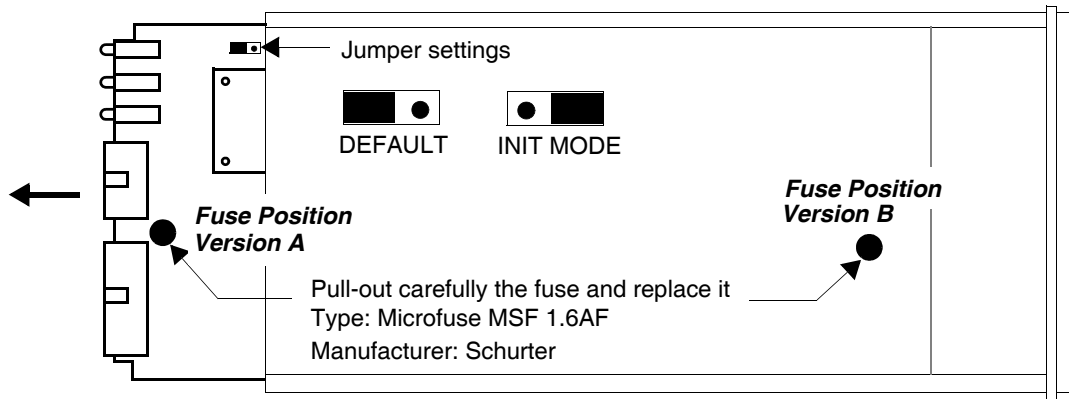 Jumper settings
DEFAULT
INIT MODE
Fuse Position
Version A
Fuse Position
Version B
Pull-out carefully the fuse and replace it
Type: Microfuse MSF 1.6AF
Manufacturer: Schurter